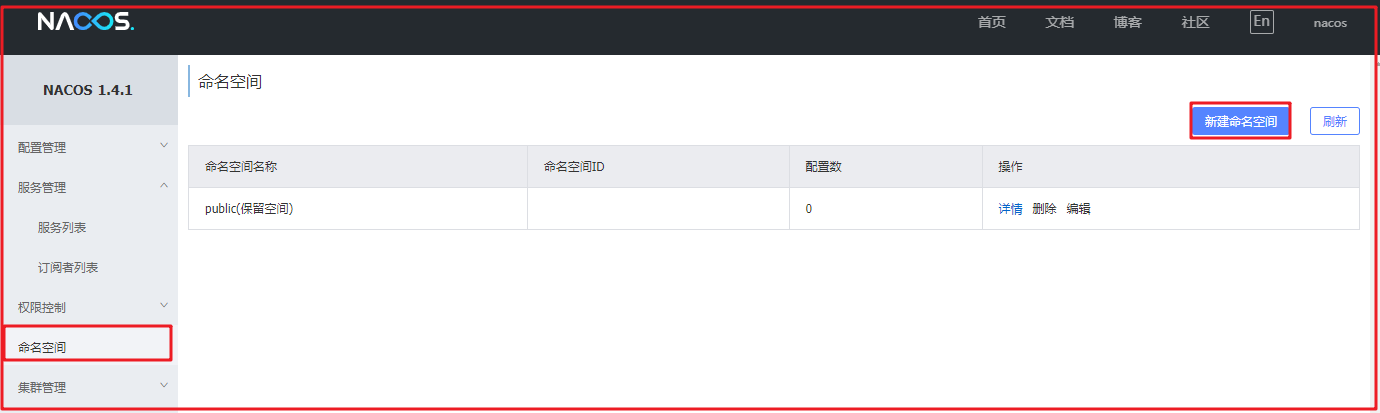 NACOS.
首页 文档 博客 社区 En nacos
NACOS 1.4.1
配置管理
服务管理
服务列表
订阅者列表
权限控制
命名空间
集群管理
命名空间
新建命名空间 刷新
命名空间名称 命名空间ID 配置数 操作
public(保留空间) 0 详情 删除 编辑